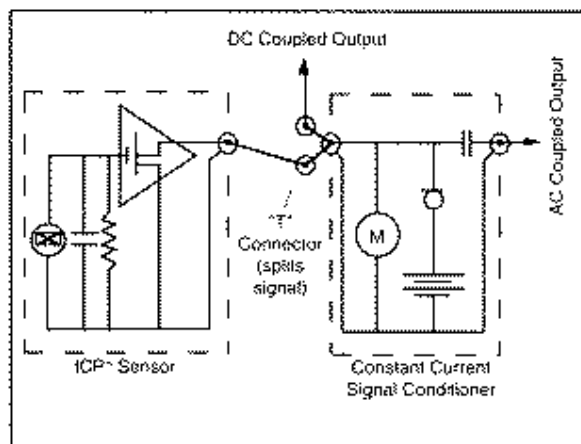 DC Coupled Output
AC Coupled Output
"T"
Connector
(splits
signal)
M
ICP® Sensor
Constant Current
Signal Conditioner